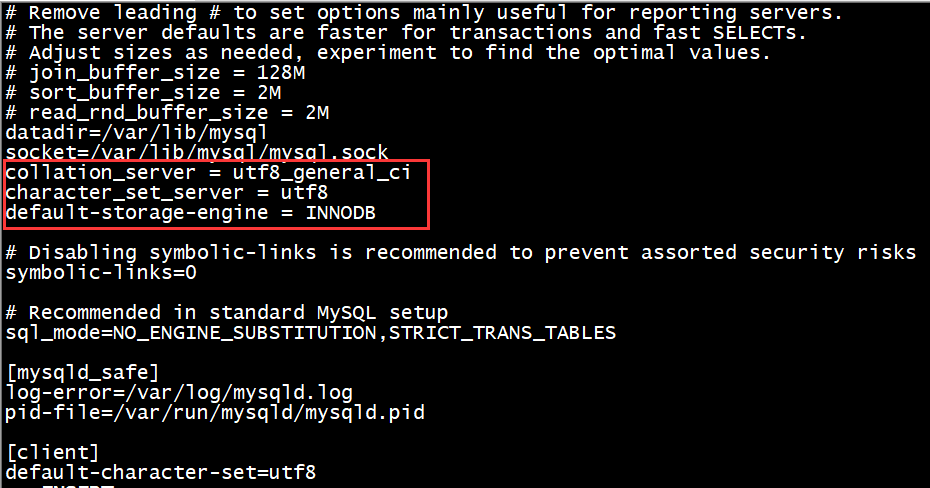 # Remove leading # to set options mainly useful for reporting servers.
# The server defaults are faster for transactions and fast SELECTs.
# Adjust sizes as needed, experiment to find the optimal values.
# join_buffer_size = 128M
# sort_buffer_size = 2M
# read_rnd_buffer_size = 2M
datadir=/var/lib/mysql
socket=/var/lib/mysql/mysql.sock
collation_server = utf8_general_ci
character_set_server = utf8
default-storage-engine = INNODB
# Disabling symbolic-links is recommended to prevent assorted security risks
symbolic-links=0
# Recommended in standard MySQL setup
sql_mode=NO_ENGINE_SUBSTITUTION,STRICT_TRANS_TABLES
[mysqld_safe]
log-error=/var/log/mysqld.log
pid-file=/var/run/mysqld/mysqld.pid
[client]
default-character-set=utf8